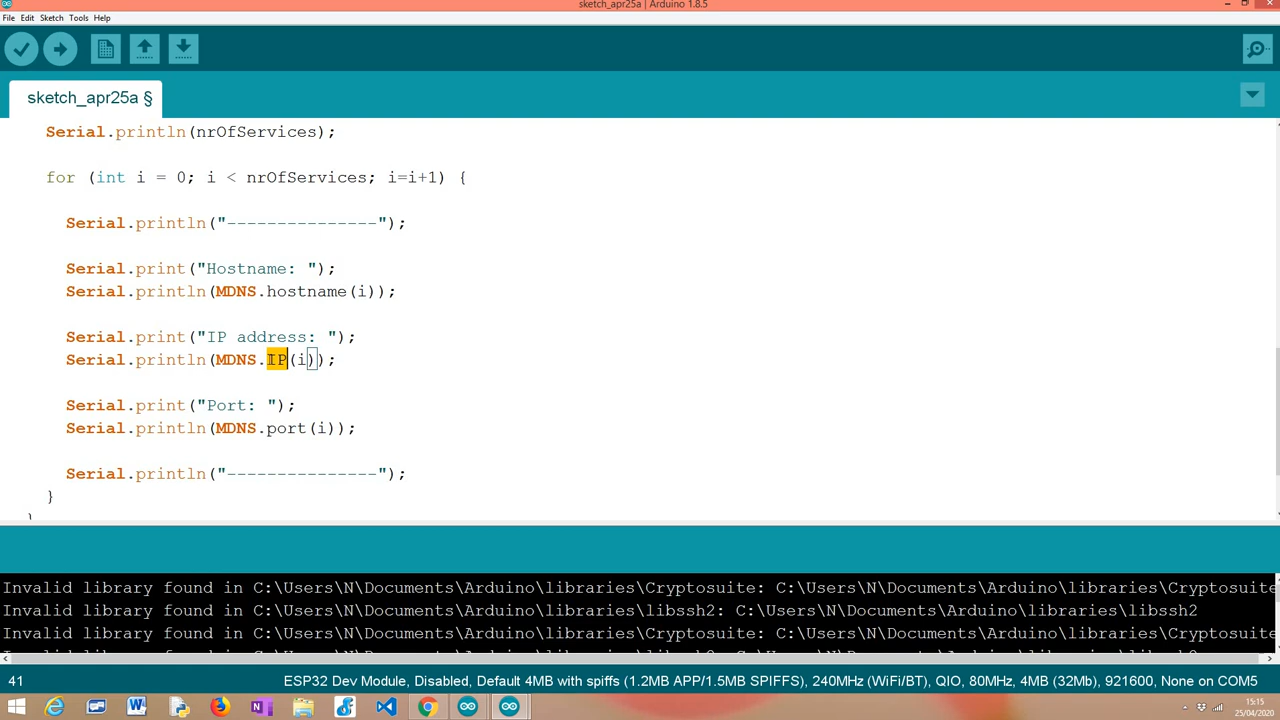 sketch_apr25a | Arduino 1.8.5
File Edit Sketch Tools Help
sketch_apr25a §
Serial.println(nrOfServices);
for (int i = 0; i < nrOfServices; i=i+1) {
Serial.println("---------------");
Serial.print("Hostname: ");
Serial.println(MDNS.hostname(i));
Serial.print("IP address: ");
Serial.println(MDNS.IP(i));
Serial.print("Port: ");
Serial.println(MDNS.port(i));
Serial.println("---------------");
}
}
Invalid library found in C:\Users\N\Documents\Arduino\libraries\Cryptosuite: C:\Users\N\Documents\Arduino\libraries\Cryptosuite
Invalid library found in C:\Users\N\Documents\Arduino\libraries\libssh2: C:\Users\N\Documents\Arduino\libraries\libssh2
Invalid library found in C:\Users\N\Documents\Arduino\libraries\Cryptosuite: C:\Users\N\Documents\Arduino\libraries\Cryptosuite
41 ESP32 Dev Module, Disabled, Default 4MB with spiffs (1.2MB APP/1.5MB SPIFFS), 240MHz (WiFi/BT), QIO, 80MHz, 4MB (32Mb), 921600, None on COM5
15:15
25/04/2020